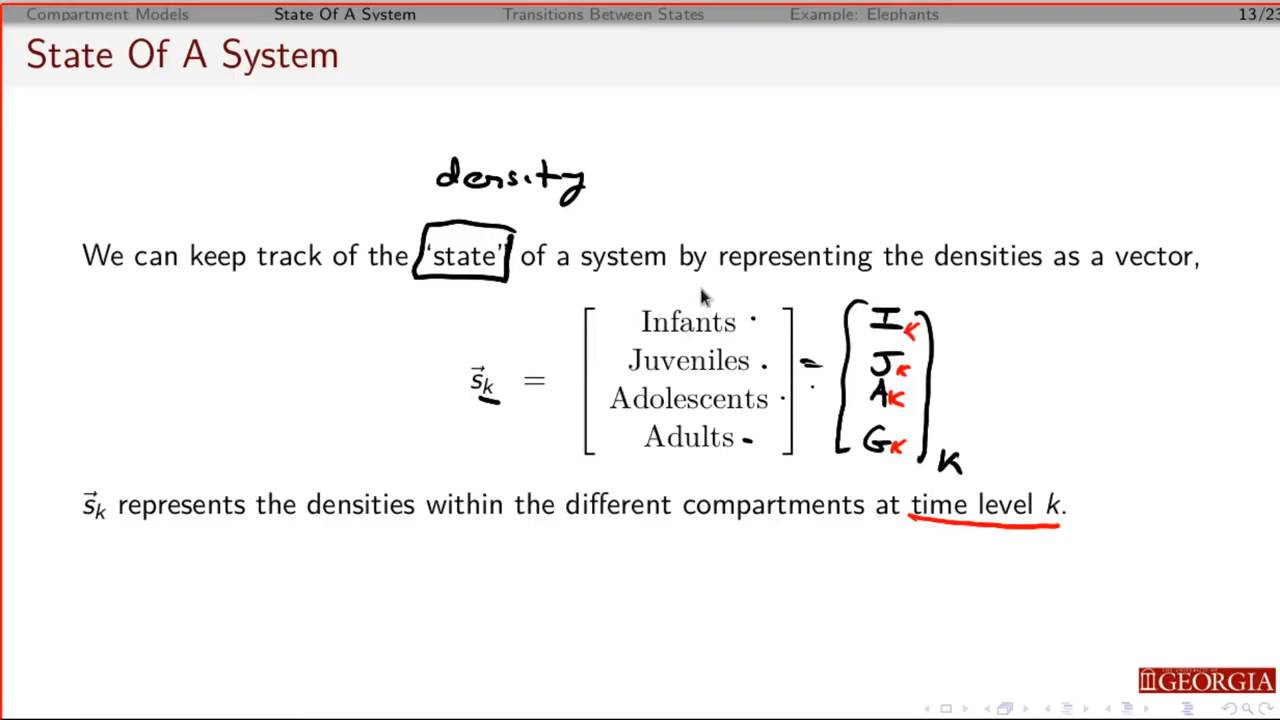 Compartment Models State Of A System Transitions Between States Example: Elephants 13/23
State Of A System
density
We can keep track of the "state" of a system by representing the densities as a vector,
Infants · I K
Juveniles . J K
s⃗k = = 
Adolescents · A K
Adults . G K
K
s⃗k represents the densities within the different compartments at time level k.
GEORGIA